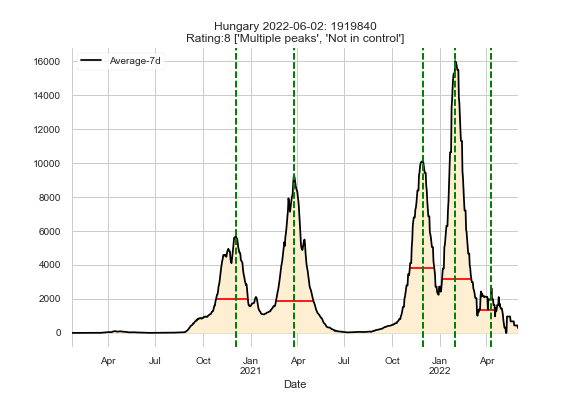 Hungary 2022-06-02: 1919840
Rating:8 ['Multiple peaks', 'Not in control']
Average-7d
16000
14000
12000
10000
8000
6000
4000
2000
0
Apr Jul Oct Jan Apr Jul Oct Jan Apr
2021 2022
Date